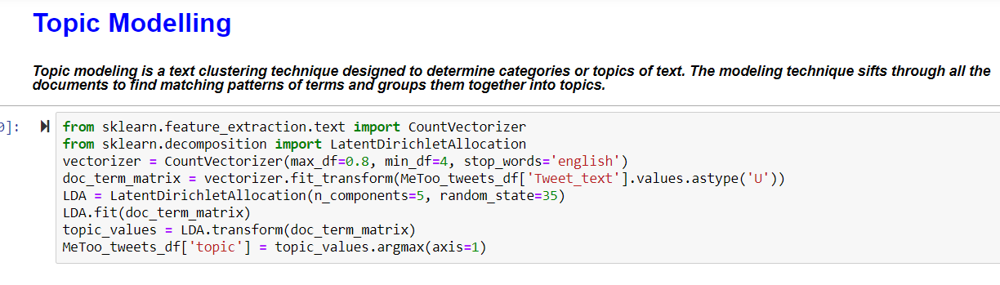 Topic Modelling
Topic modeling is a text clustering technique designed to determine categories or topics of text. The modeling technique sifts through all the
documents to find matching patterns of terms and groups them together into topics.
]:
from sklearn.feature_extraction.text import CountVectorizer
from sklearn.decomposition import LatentDirichletAllocation
vectorizer = CountVectorizer(max_df=0.8, min_df=4, stop_words='english')
doc_term_matrix = vectorizer.fit_transform(MeToo_tweets_df['Tweet_text'].values.astype('U'))
LDA = LatentDirichletAllocation(n_components=5, random_state=35)
LDA.fit(doc_term_matrix)
topic_values = LDA.transform(doc_term_matrix)
MeToo_tweets_df['topic'] = topic_values.argmax(axis=1)